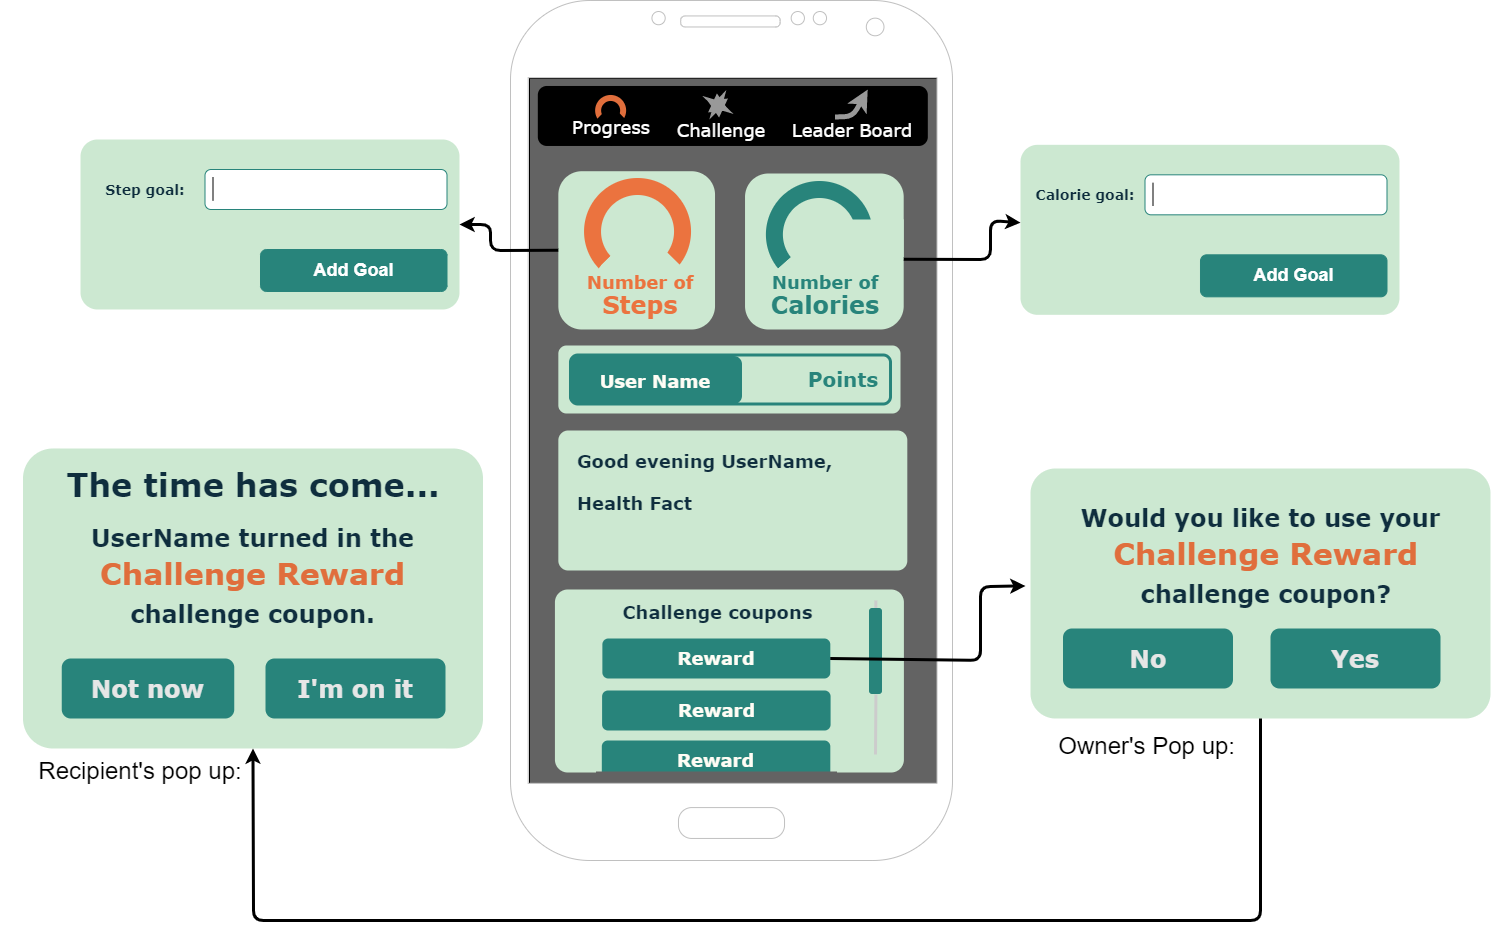 Progress
Challenge
Leader Board
Step goal:
Add Goal
Number of
Steps
Number of
Calories
Calorie goal:
Add Goal
User Name
Points
Good evening UserName,
Health Fact
Challenge coupons
Reward
Reward
Reward
The time has come...
UserName turned in the
Challenge Reward
challenge coupon.
Not now
I'm on it
Recipient's pop up:
Would you like to use your
Challenge Reward
challenge coupon?
No
Yes
Owner's Pop up: